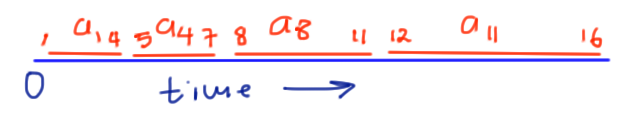 1 a₁ 4 5 a₄ 7 8 a₈ 11 12 a₁₁ 16
0 time →